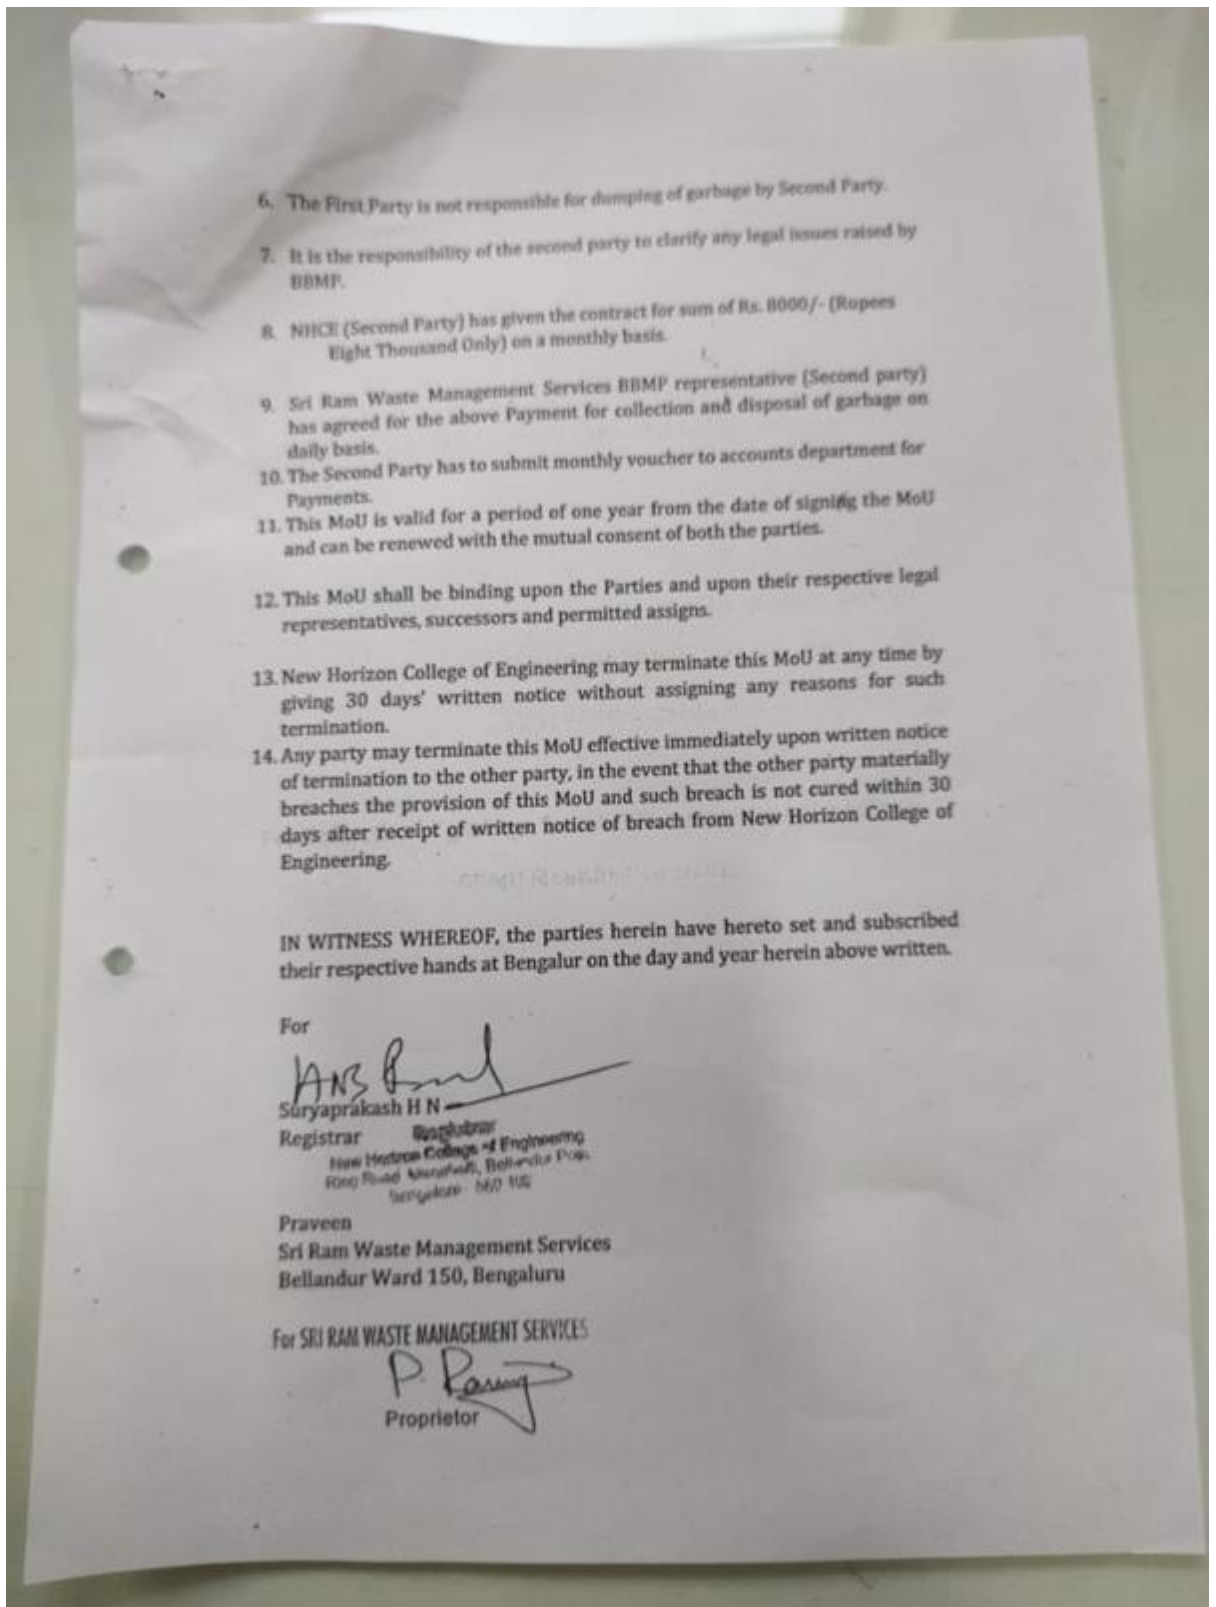 6. The First Party is not responsible for dumping of garbage by Second Party.
7. It is the responsibility of the second party to clarify any legal issues raised by
BBMP.
8. NHCE (Second Party) has given the contract for sum of Rs. 8000/- (Rupees
Eight Thousand Only) on a monthly basis.
9. Sri Ram Waste Management Services BBMP representative (Second party)
has agreed for the above Payment for collection and disposal of garbage on
daily basis.
10. The Second Party has to submit monthly voucher to accounts department for
Payments.
11. This MoU is valid for a period of one year from the date of signing the MoU
and can be renewed with the mutual consent of both the parties.
12. This MoU shall be binding upon the Parties and upon their respective legal
representatives, successors and permitted assigns.
13. New Horizon College of Engineering may terminate this MoU at any time by
giving 30 days' written notice without assigning any reasons for such
termination.
14. Any party may terminate this MoU effective immediately upon written notice
of termination to the other party, in the event that the other party materially
breaches the provision of this MoU and such breach is not cured within 30
days after receipt of written notice of breach from New Horizon College of
Engineering.
IN WITNESS WHEREOF, the parties herein have hereto set and subscribed
their respective hands at Bengalur on the day and year herein above written.
For
Suryaprakash H N
Registrar Registrar
New Horizon College of Engineering
Ring Road Bellandur Post,
Bangalore
Praveen
Sri Ram Waste Management Services
Bellandur Ward 150, Bengaluru
For SRI RAM WASTE MANAGEMENT SERVICES
P.
Proprietor